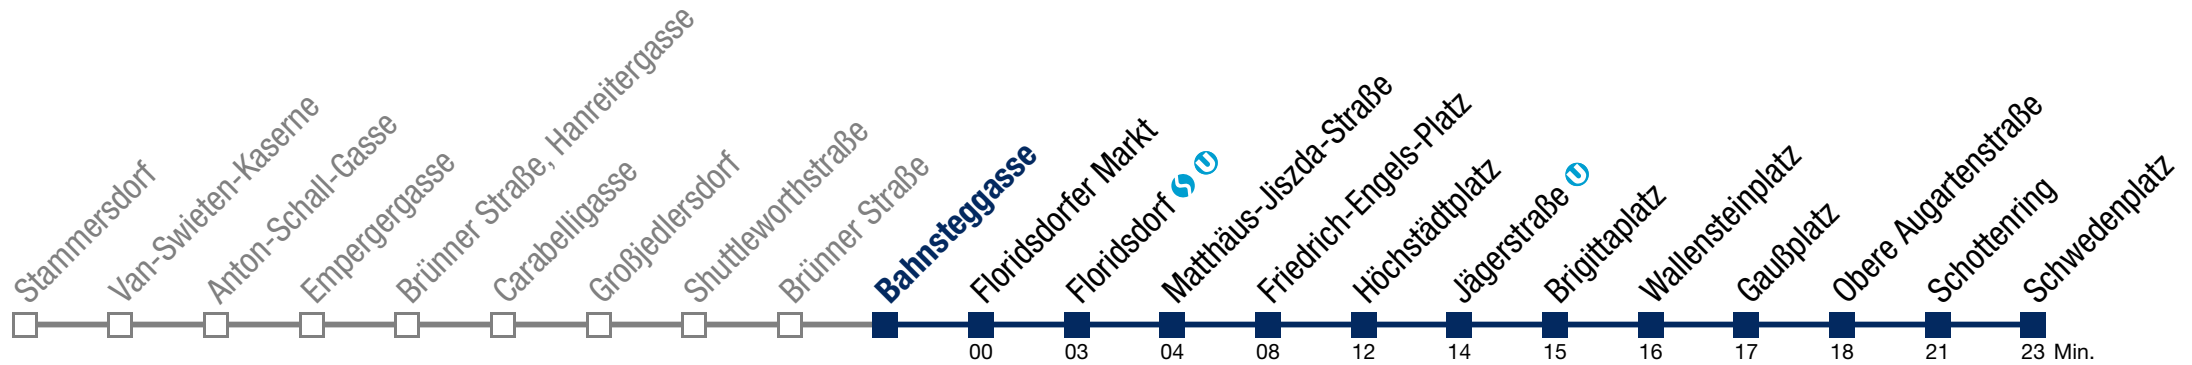 Stammersdorf
Van-Swieten-Kaserne
Anton-Schall-Gasse
Empergergasse
Brünner Straße, Hanreitergasse
Carabelligasse
Großjedlersdorf
Shuttleworthstraße
Brünner Straße
Bahnsteggasse
Floridsdorfer Markt
Floridsdorf S U
Matthäus-Jiszda-Straße
Friedrich-Engels-Platz
Höchstädtplatz
Jägerstraße U
Brigittaplatz
Wallensteinplatz
Gaußplatz
Obere Augartenstraße
Schottenring
Schwedenplatz
00 03 04 08 12 14 15 16 17 18 21 23 Min.